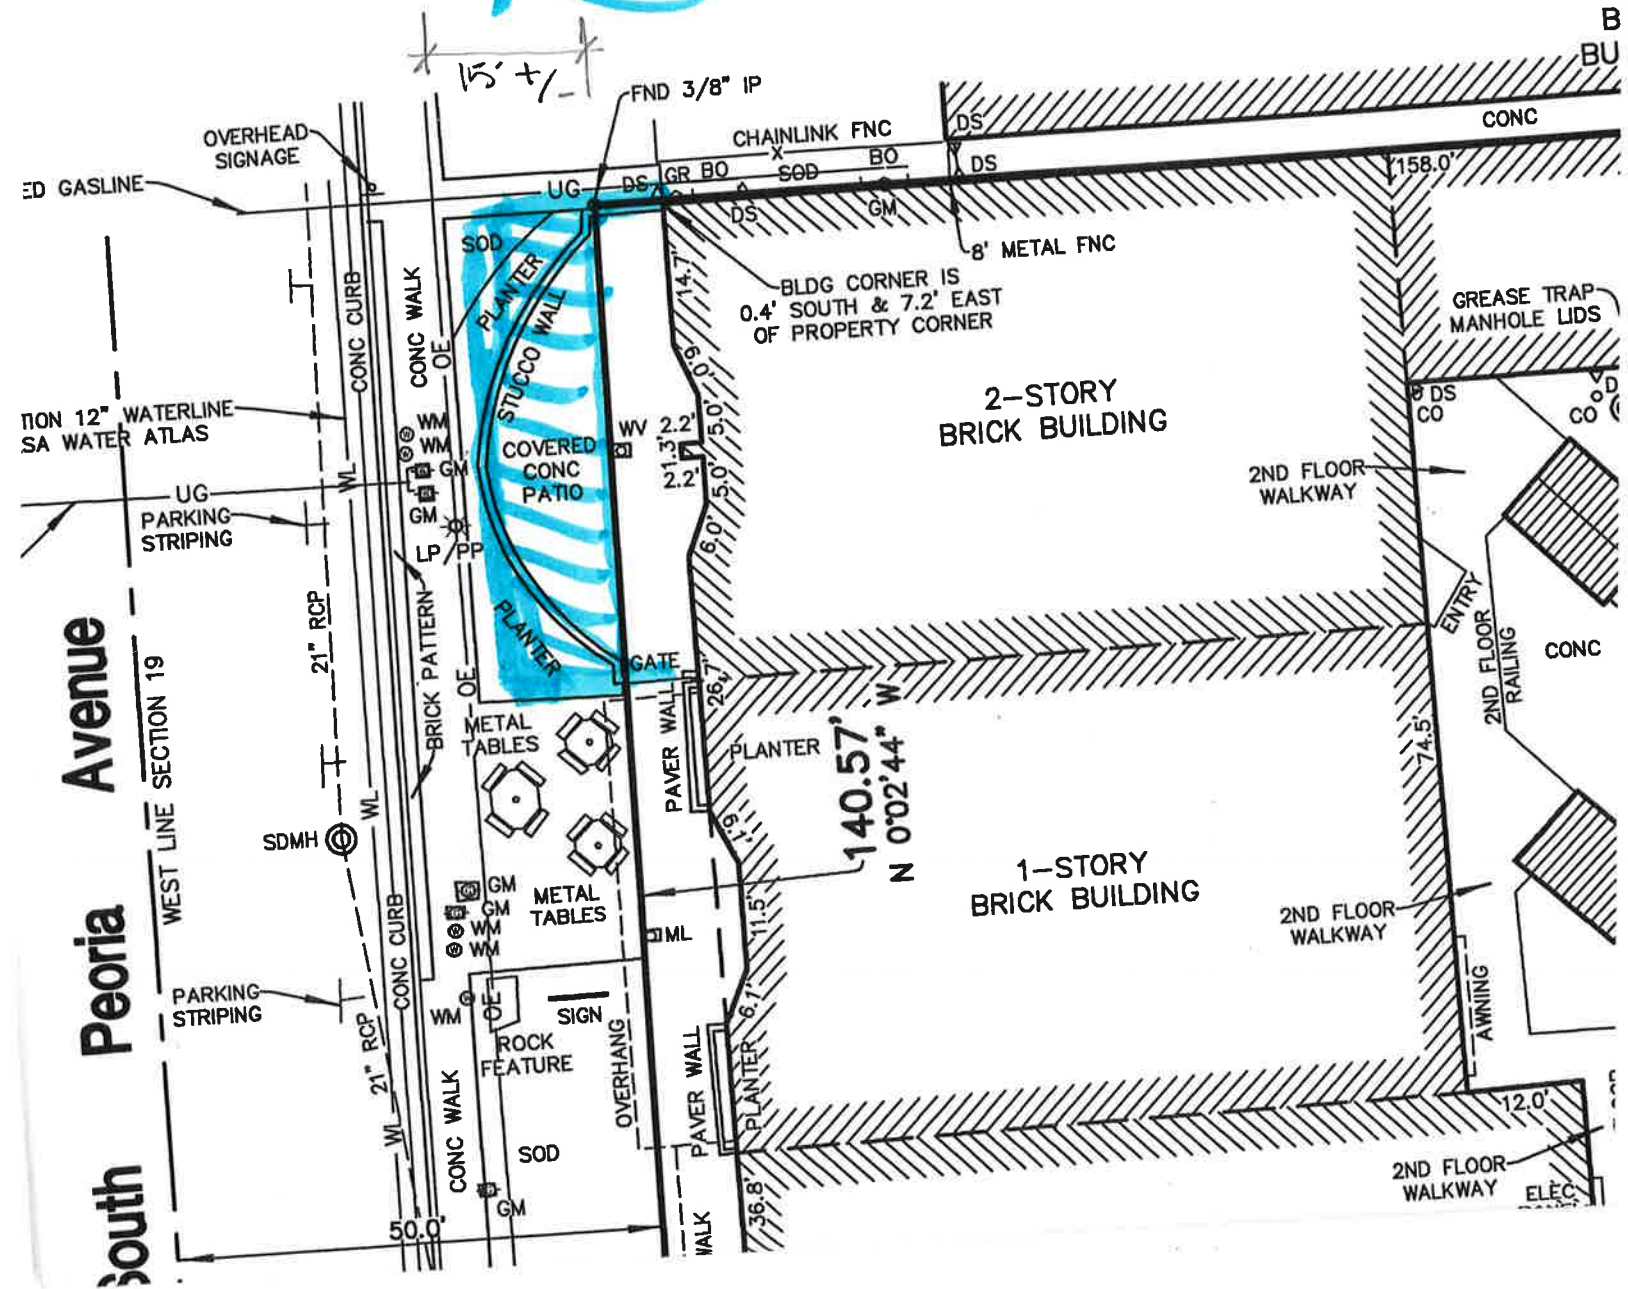 B
BU
15' +/-
FND 3/8" IP
OVERHEAD
SIGNAGE
CHAINLINK FNC
X
DS
CONC
ED GASLINE
UG
DS
GR
BO
SOD
BO
DS
158.0'
DS
GM
SOD
8' METAL FNC
PLANTER
STUCCO WALL
14.7'
BLDG CORNER IS
0.4' SOUTH & 7.2' EAST
OF PROPERTY CORNER
GREASE TRAP
MANHOLE LIDS
CONC CURB
CONC WALK
OE
6.0'
2-STORY
BRICK BUILDING
DS
CO
CO
D
TION 12" WATERLINE
SA WATER ATLAS
WM
WM
GM
GM
WV
2.2'
1.3'
2.2'
5.0'
5.0'
COVERED
CONC
PATIO
WL
UG
PARKING
STRIPING
2ND FLOOR
WALKWAY
6.0'
LP
PP
PLANTER
21" RCP
BRICK PATTERN
OE
GATE
ENTRY
2ND FLOOR
RAILING
CONC
26.7'
PAVER WALL
PLANTER
METAL
TABLES
140.57'
N 0°02'44" W
74.5'
South Peoria Avenue
WEST LINE SECTION 19
WL
SDMH
6.1'
1-STORY
BRICK BUILDING
GM
GM
WM
WM
METAL
TABLES
ML
11.5'
2ND FLOOR
WALKWAY
CONC CURB
PARKING
STRIPING
21" RCP
WM
OE
SIGN
ROCK
FEATURE
OVERHANG
6.1'
AWNING
PAVER WALL
PLANTER
WL
CONC WALK
SOD
12.0'
2ND FLOOR
WALKWAY
ELEC
GM
50.0'
WALK
36.8'